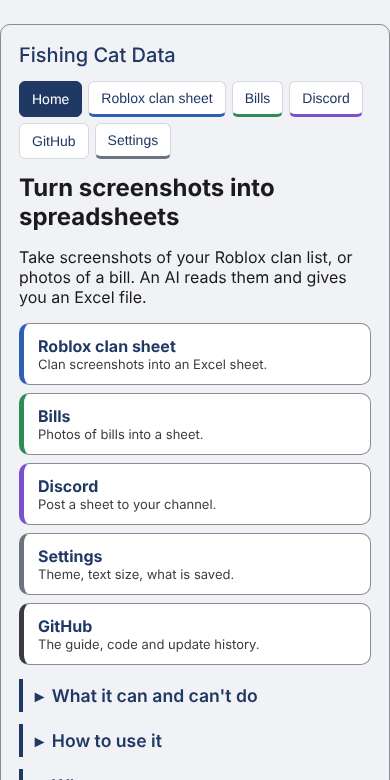 Fishing Cat Data
Home
Roblox clan sheet
Bills
Discord
GitHub
Settings
Turn screenshots into
spreadsheets
Take screenshots of your Roblox clan list, or
photos of a bill. An AI reads them and gives
you an Excel file.
Roblox clan sheet
Clan screenshots into an Excel sheet.
Bills
Photos of bills into a sheet.
Discord
Post a sheet to your channel.
Settings
Theme, text size, what is saved.
GitHub
The guide, code and update history.
▸ What it can and can't do
▸ How to use it